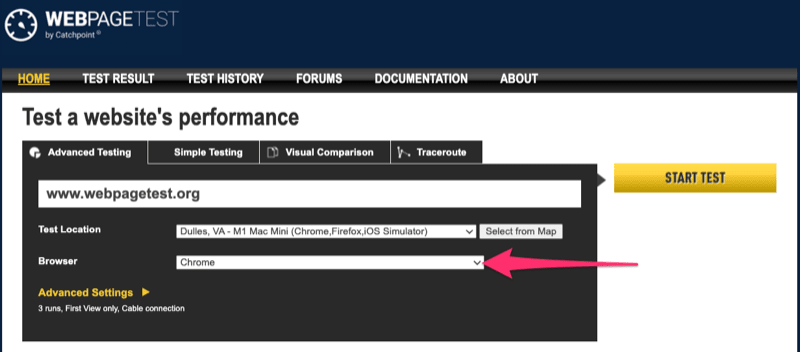 WEBPAGETEST
by Catchpoint®
HOME TEST RESULT TEST HISTORY FORUMS DOCUMENTATION ABOUT
Test a website's performance
Advanced Testing Simple Testing Visual Comparison Traceroute
www.webpagetest.org
START TEST
Test Location Dulles, VA - M1 Mac Mini (Chrome,Firefox,iOS Simulator) Select from Map
Browser Chrome
Advanced Settings
3 runs, First View only, Cable connection